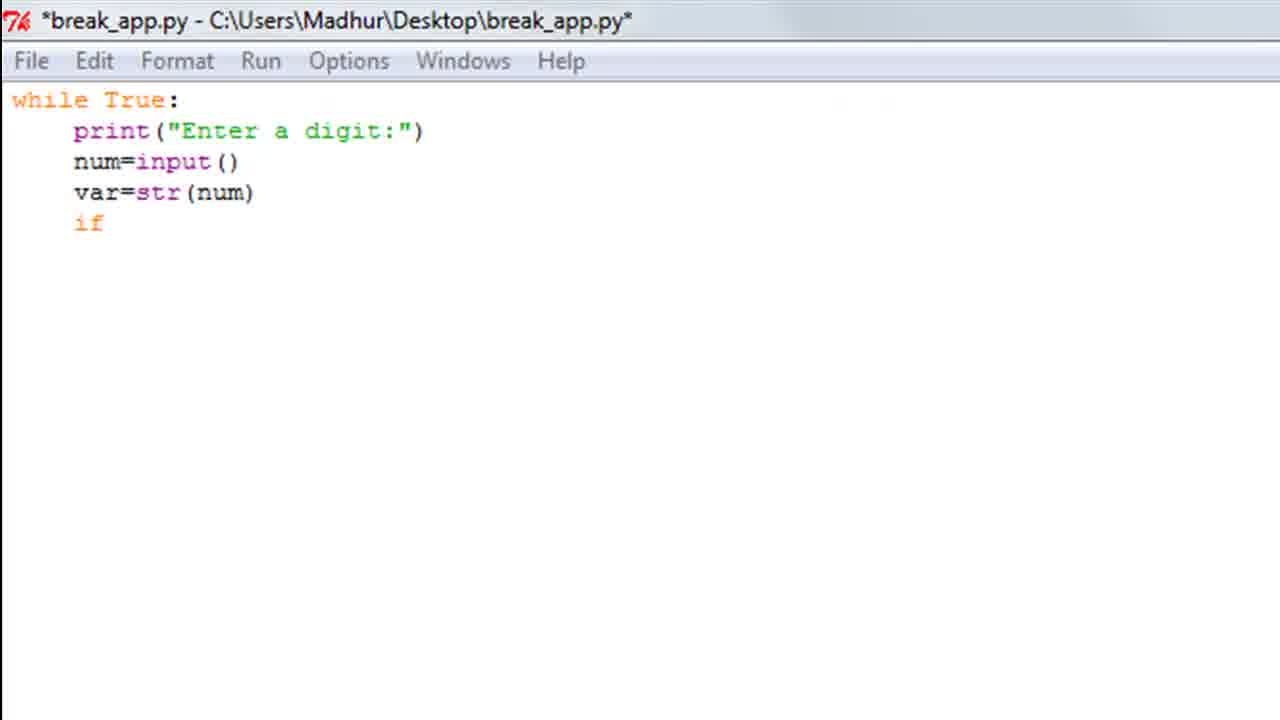 *break_app.py - C:\Users\Madhur\Desktop\break_app.py*
File Edit Format Run Options Windows Help
while True:
    print("Enter a digit:")
    num=input()
    var=str(num)
    if